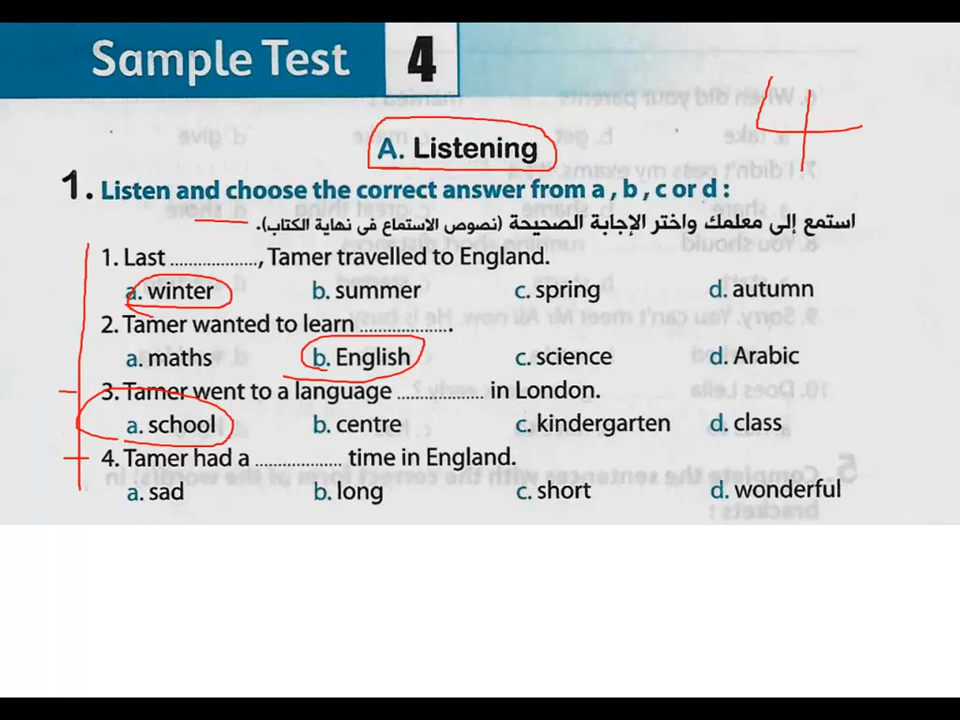 Sample Test 4
4
A. Listening
1. Listen and choose the correct answer from a , b , c or d :
استمع إلى معلمك واختر الإجابة الصحيحة (نصوص الاستماع فى نهاية الكتاب).
1. Last ..................., Tamer travelled to England.
a. winter b. summer c. spring d. autumn
2. Tamer wanted to learn .................... .
a. maths b. English c. science d. Arabic
3. Tamer went to a language ................... in London.
a. school b. centre c. kindergarten d. class
4. Tamer had a ................... time in England.
a. sad b. long c. short d. wonderful